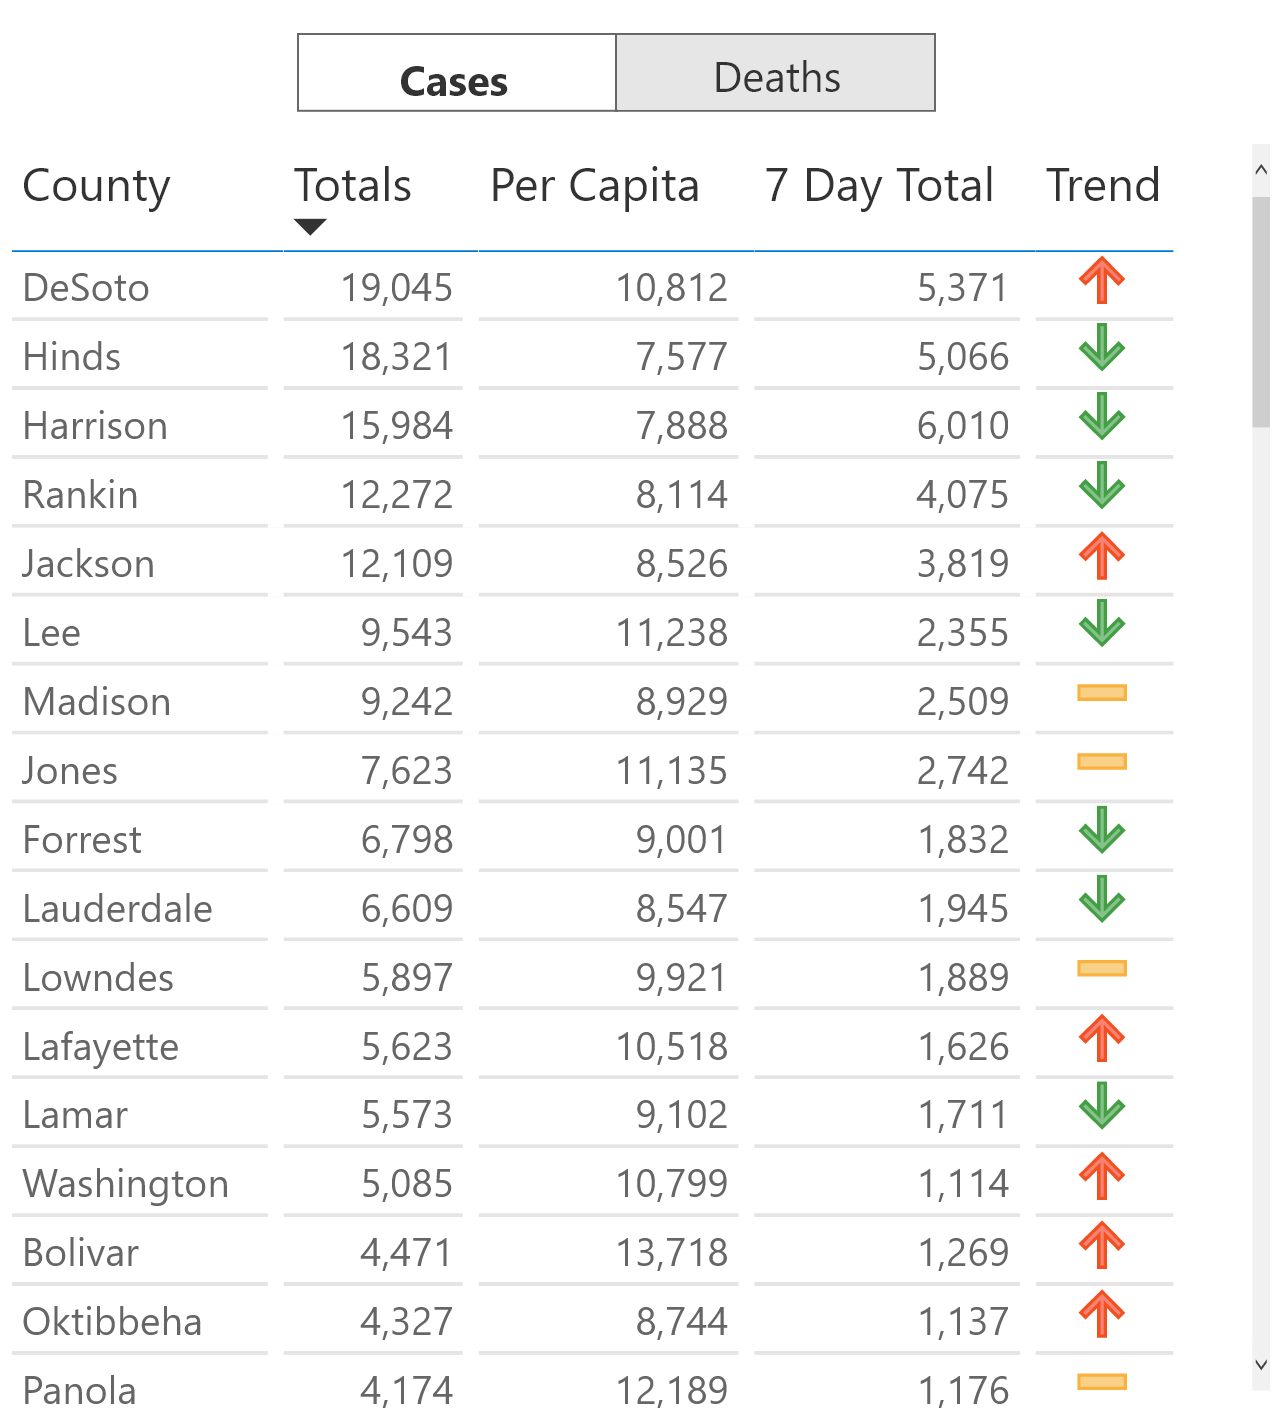 Cases Deaths
County Totals Per Capita 7 Day Total Trend
DeSoto 19,045 10,812 5,371
Hinds 18,321 7,577 5,066
Harrison 15,984 7,888 6,010
Rankin 12,272 8,114 4,075
Jackson 12,109 8,526 3,819
Lee 9,543 11,238 2,355
Madison 9,242 8,929 2,509
Jones 7,623 11,135 2,742
Forrest 6,798 9,001 1,832
Lauderdale 6,609 8,547 1,945
Lowndes 5,897 9,921 1,889
Lafayette 5,623 10,518 1,626
Lamar 5,573 9,102 1,711
Washington 5,085 10,799 1,114
Bolivar 4,471 13,718 1,269
Oktibbeha 4,327 8,744 1,137
Panola 4,174 12,189 1,176